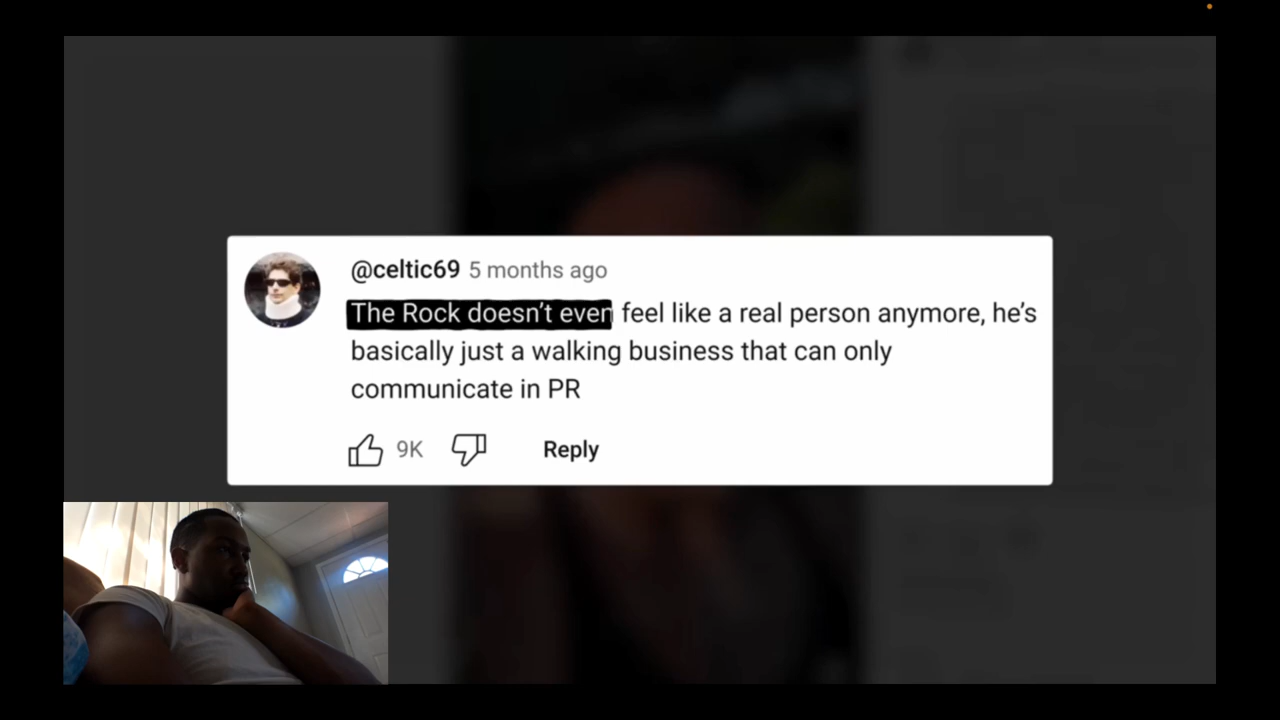 @celtic69 5 months ago
The Rock doesn't even feel like a real person anymore, he's
basically just a walking business that can only
communicate in PR
9K Reply